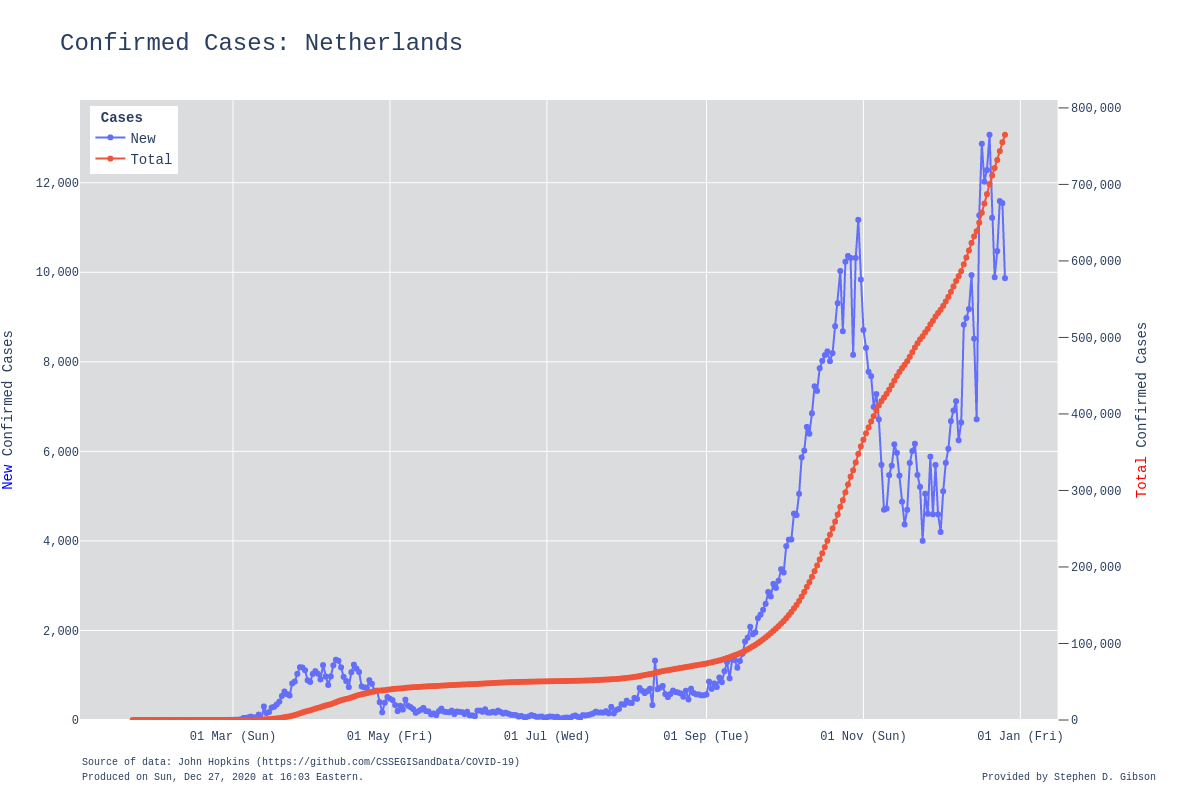 Confirmed Cases: Netherlands
Cases
New
Total
12,000
10,000
8,000
6,000
4,000
2,000
0
New Confirmed Cases
800,000
700,000
600,000
500,000
400,000
300,000
200,000
100,000
0
Total Confirmed Cases
01 Mar (Sun)
01 May (Fri)
01 Jul (Wed)
01 Sep (Tue)
01 Nov (Sun)
01 Jan (Fri)
Source of data: John Hopkins (https://github.com/CSSEGISandData/COVID-19)
Produced on Sun, Dec 27, 2020 at 16:03 Eastern.
Provided by Stephen D. Gibson